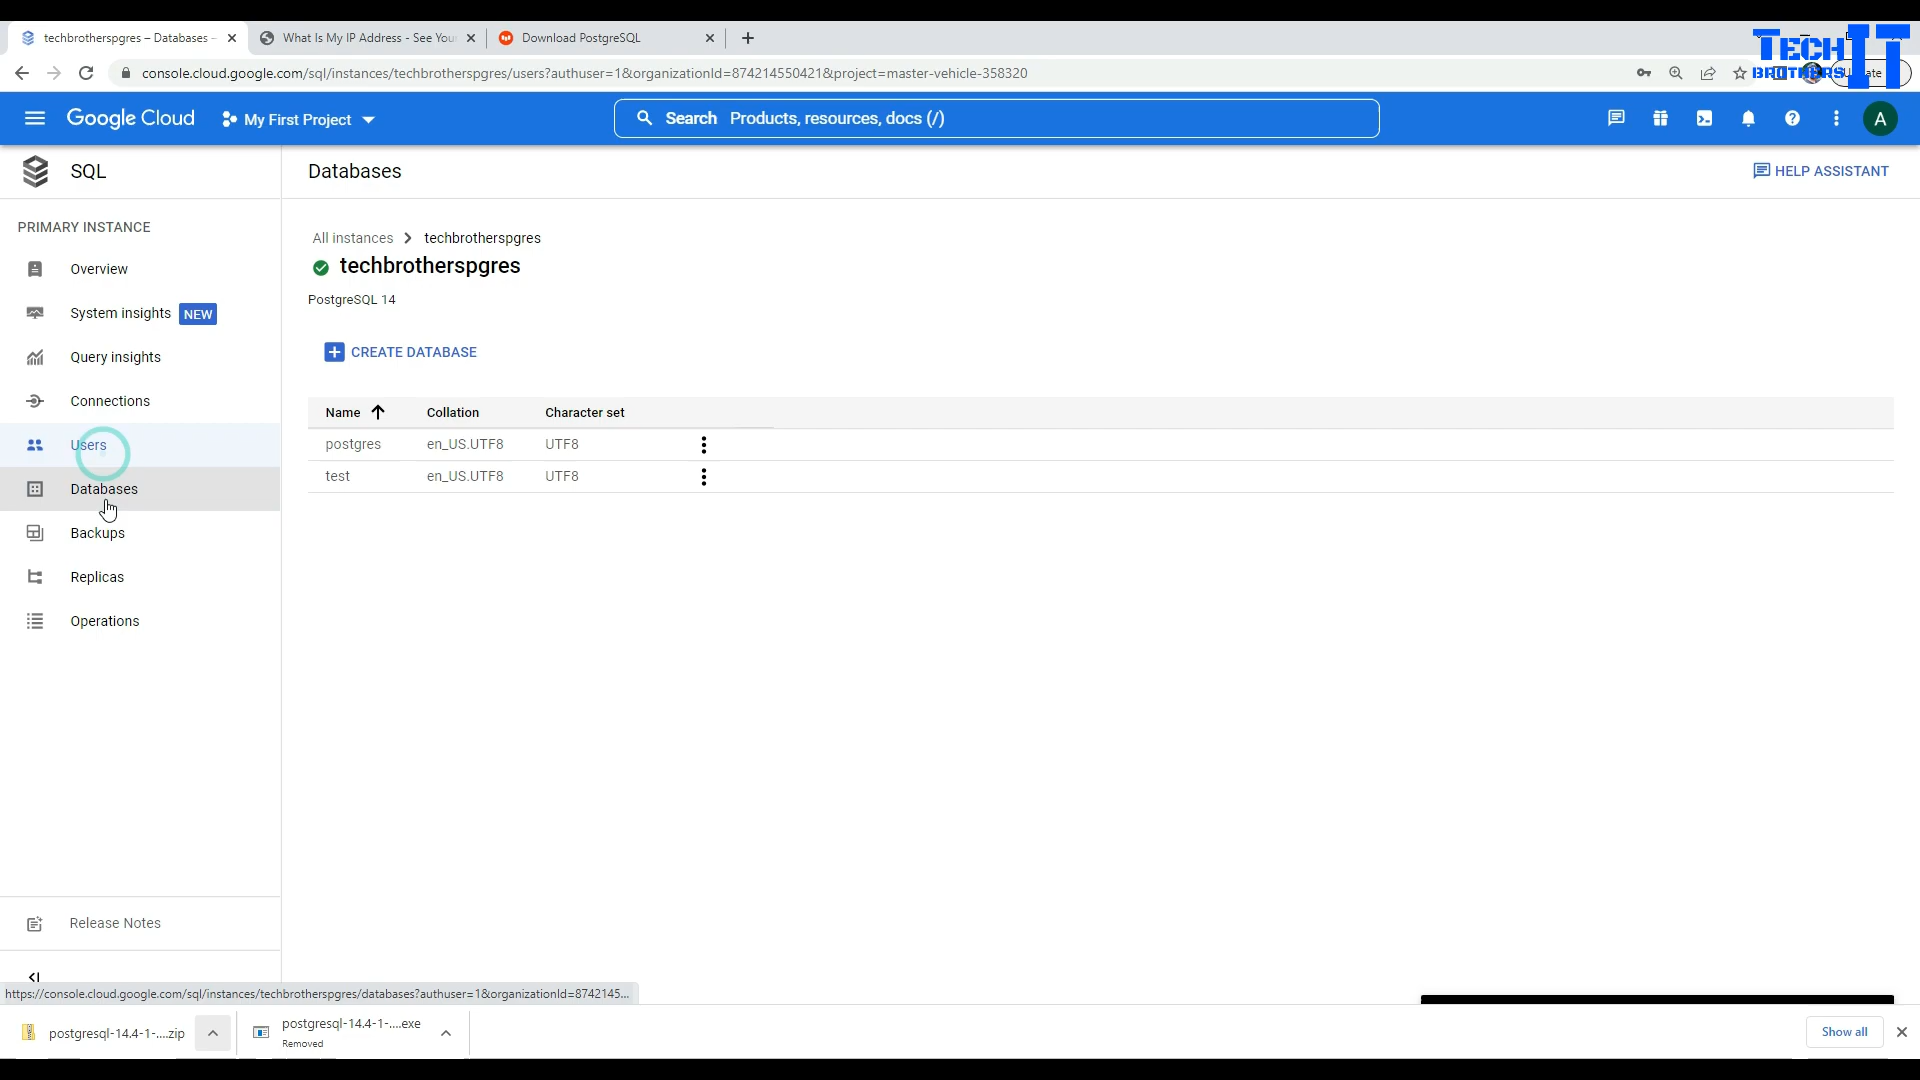 techbrotherspgres – Databases –
What Is My IP Address - See You
Download PostgreSQL
TECH IT
BROTHERS
console.cloud.google.com/sql/instances/techbrotherspgres/users?authuser=1&organizationId=874214550421&project=master-vehicle-358320
Google Cloud
My First Project
Search Products, resources, docs (/)
A
SQL
Databases
HELP ASSISTANT
PRIMARY INSTANCE
Overview
System insights NEW
Query insights
Connections
Users
Databases
Backups
Replicas
Operations
All instances > techbrotherspgres
techbrotherspgres
PostgreSQL 14
CREATE DATABASE
Name Collation Character set
postgres en_US.UTF8 UTF8
test en_US.UTF8 UTF8
Release Notes
https://console.cloud.google.com/sql/instances/techbrotherspgres/databases?authuser=1&organizationId=8742145...
postgresql-14.4-1-....zip
postgresql-14.4-1-....exe
Removed
Show all